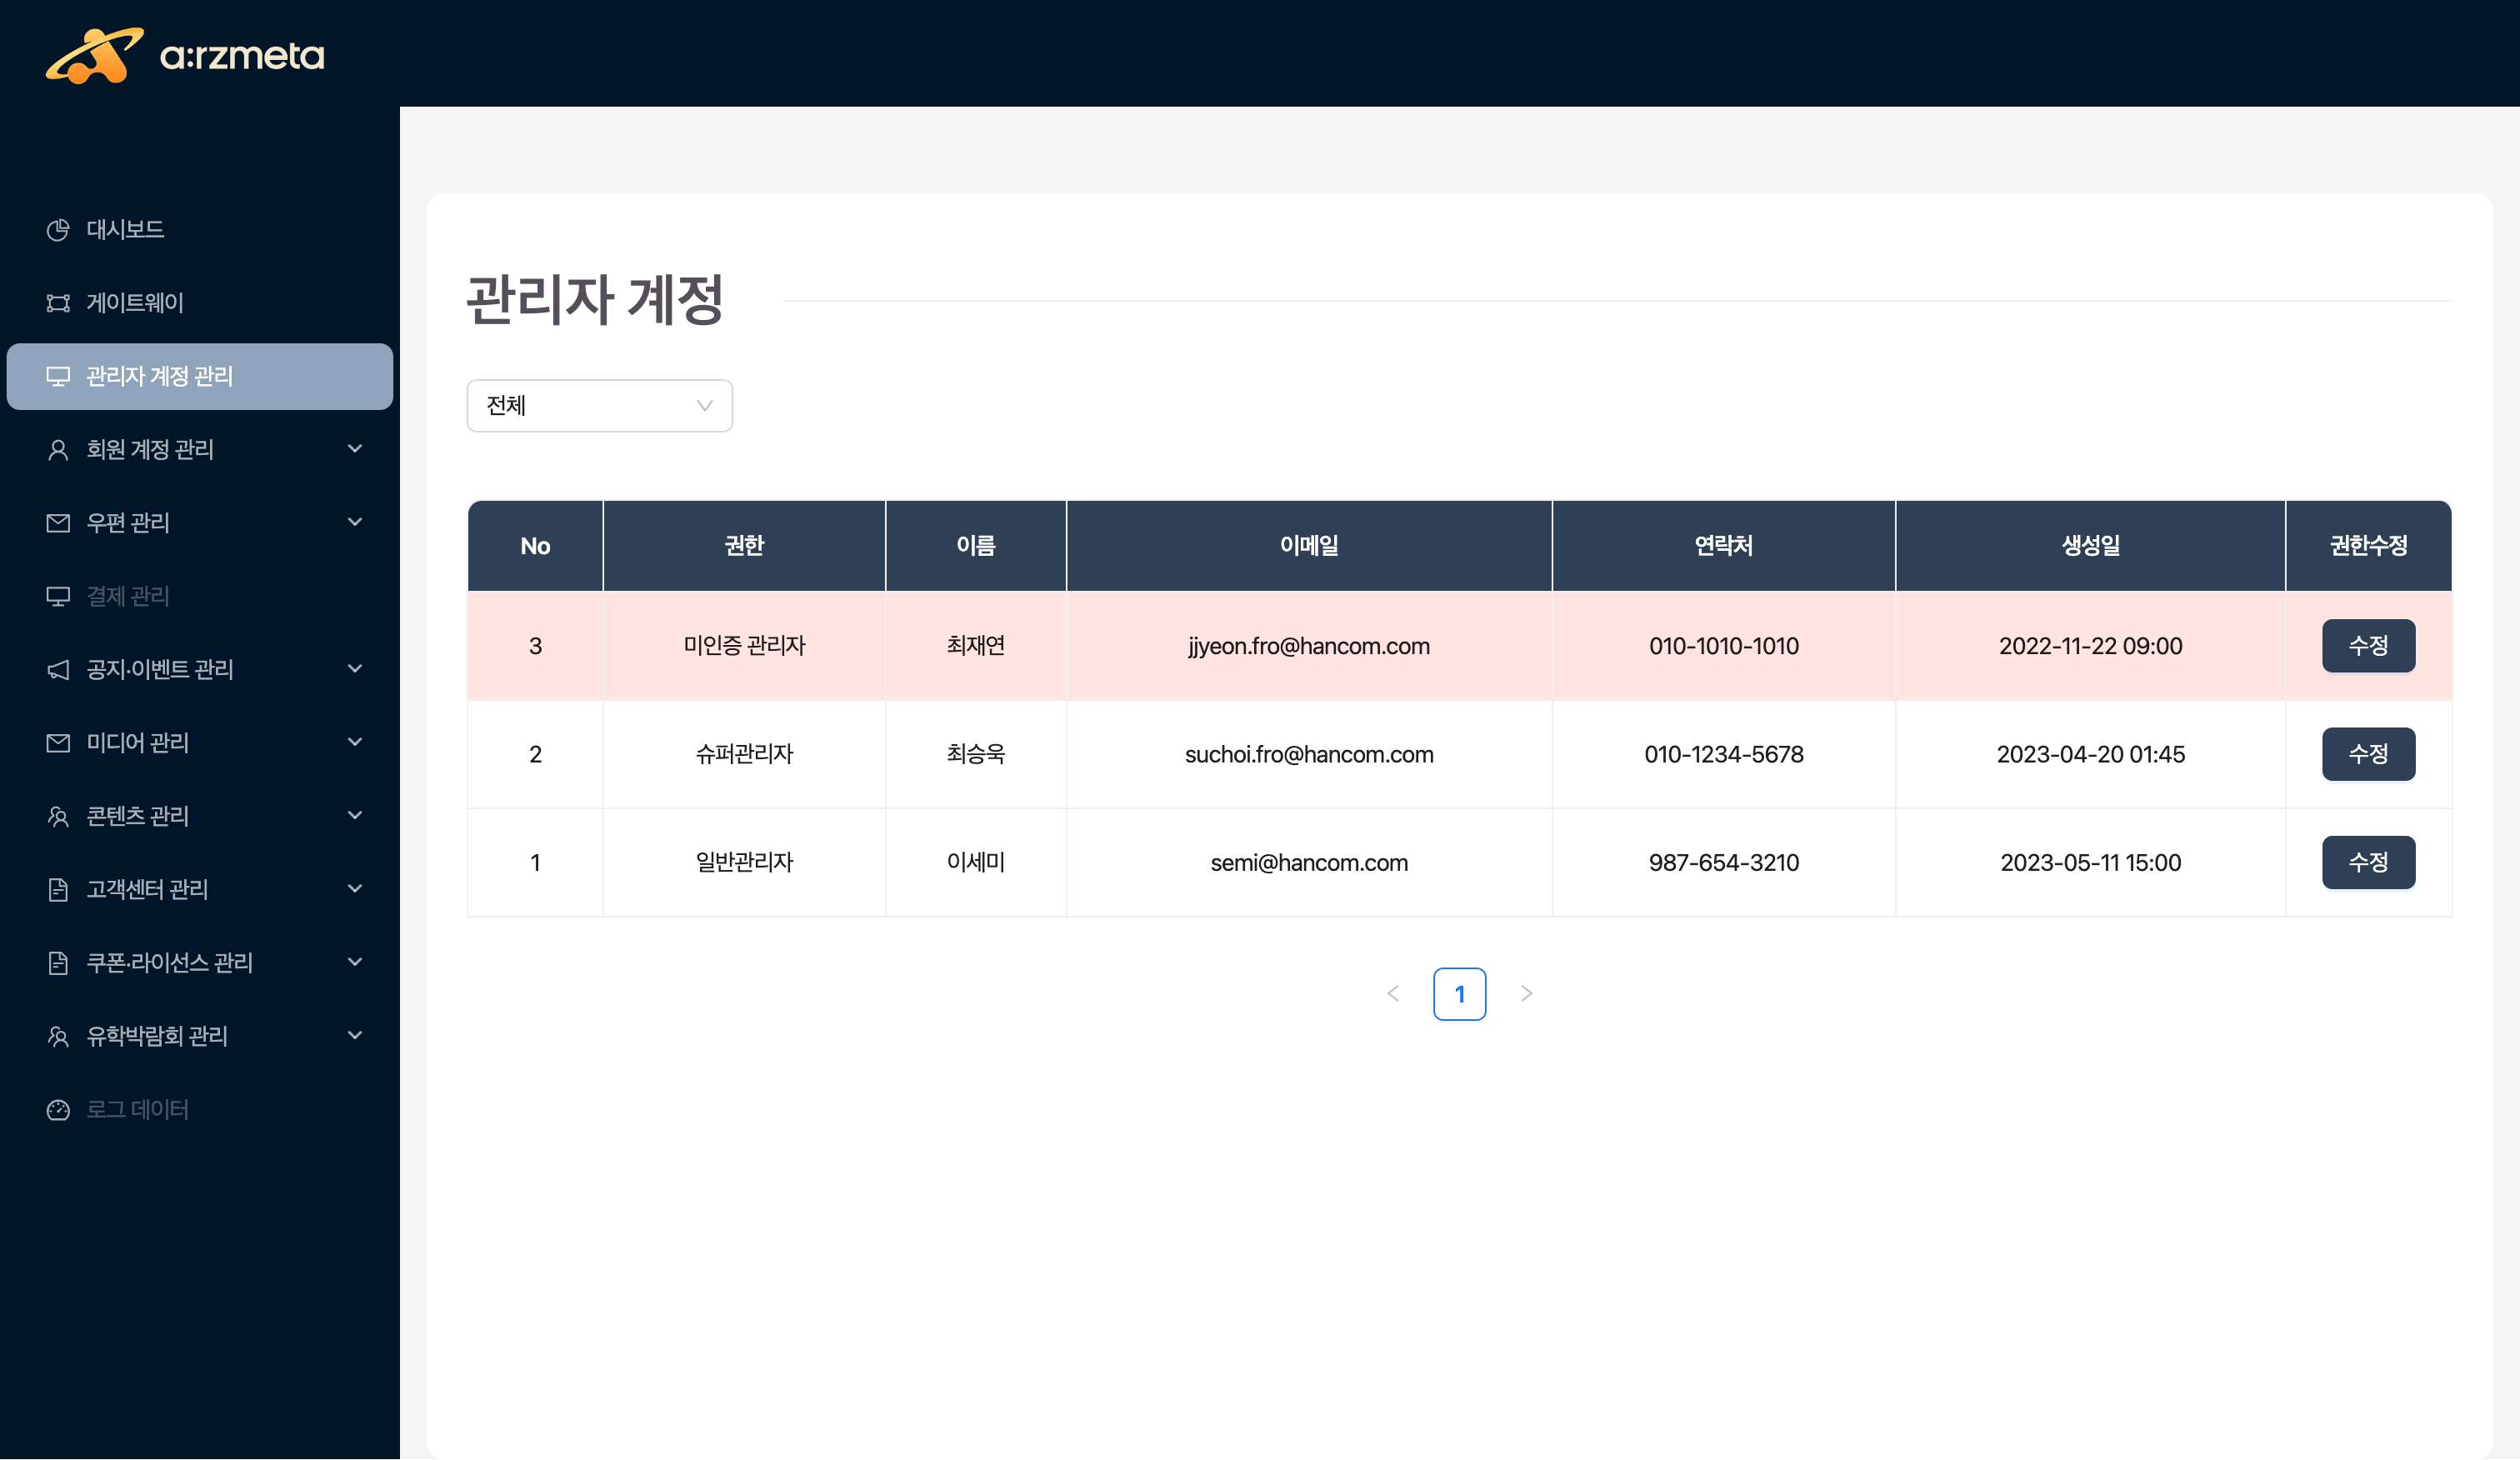 a:rzmeta
대시보드
게이트웨이
관리자 계정 관리
회원 계정 관리
우편 관리
결제 관리
공지·이벤트 관리
미디어 관리
콘텐츠 관리
고객센터 관리
쿠폰·라이선스 관리
유학박람회 관리
로그 데이터
관리자 계정
전체
No 권한 이름 이메일 연락처 생성일 권한수정
3 미인증 관리자 최재연 jjyeon.fro@hancom.com 010-1010-1010 2022-11-22 09:00 수정
2 슈퍼관리자 최승욱 suchoi.fro@hancom.com 010-1234-5678 2023-04-20 01:45 수정
1 일반관리자 이세미 semi@hancom.com 987-654-3210 2023-05-11 15:00 수정
1